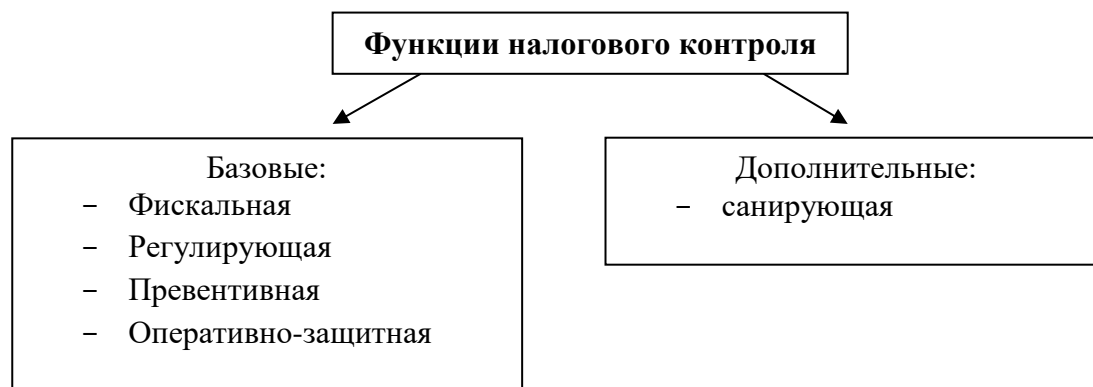 Функции налогового контроля
Базовые:
− Фискальная
− Регулирующая
− Превентивная
− Оперативно-защитная
Дополнительные:
− санирующая